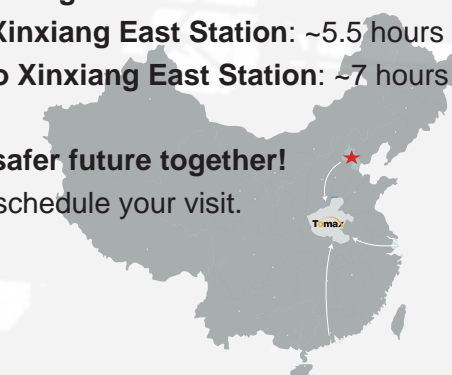 Xinxiang East Station: ~5.5 hours
o Xinxiang East Station: ~7 hours
safer future together!
schedule your visit.
Tomax